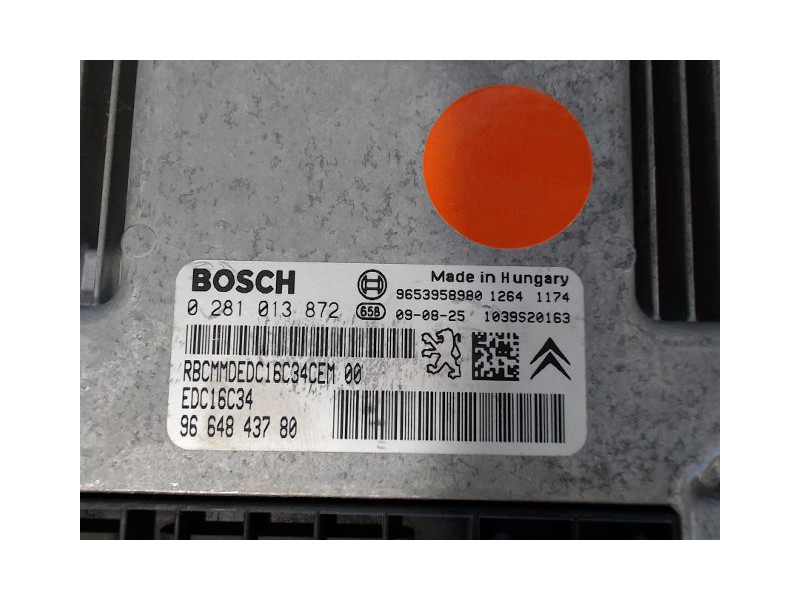 BOSCH
Made in Hungary
0 281 013 872
9653958980 1264 1174
65B 09-08-25 1039S20163
RBCMMDEDC16C34CEM 00
EDC16C34
96 648 437 80